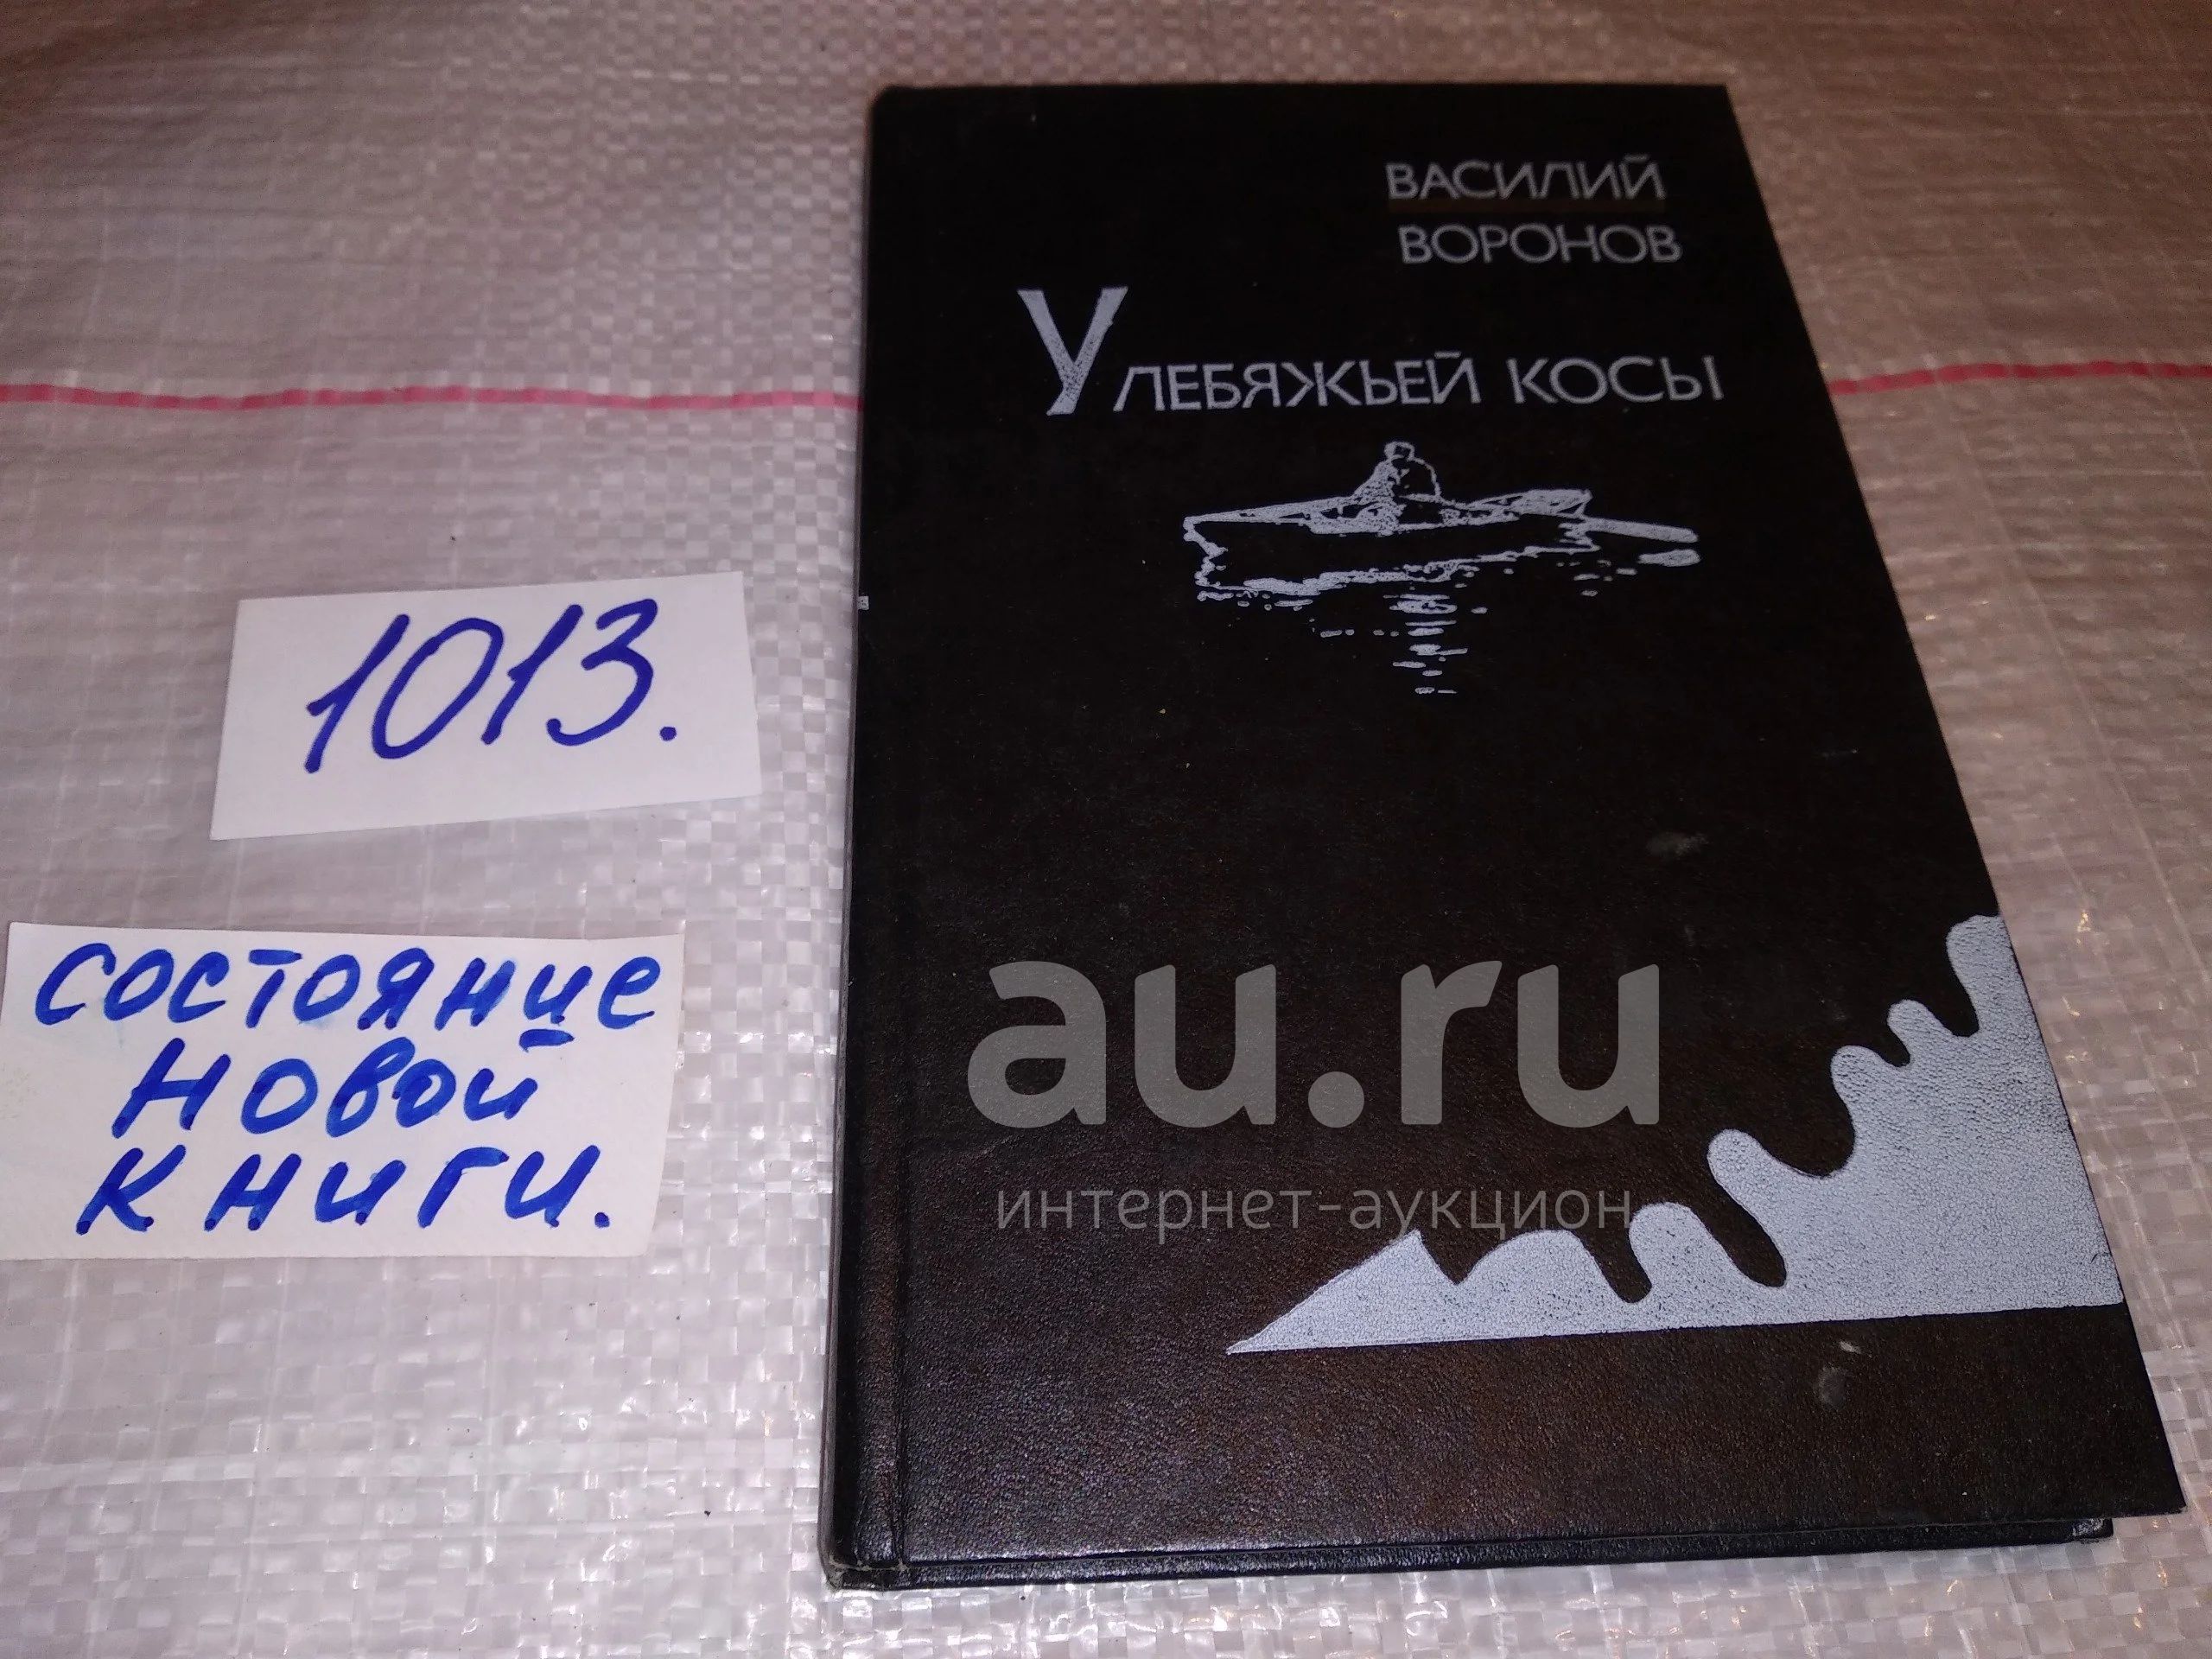 ВАСИЛИЙ
ВОРОНОВ
У ЛЕБЯЖЬЕЙ КОСЫ
1013.
состояние
новой
книги.
au.ru
интернет-аукцион